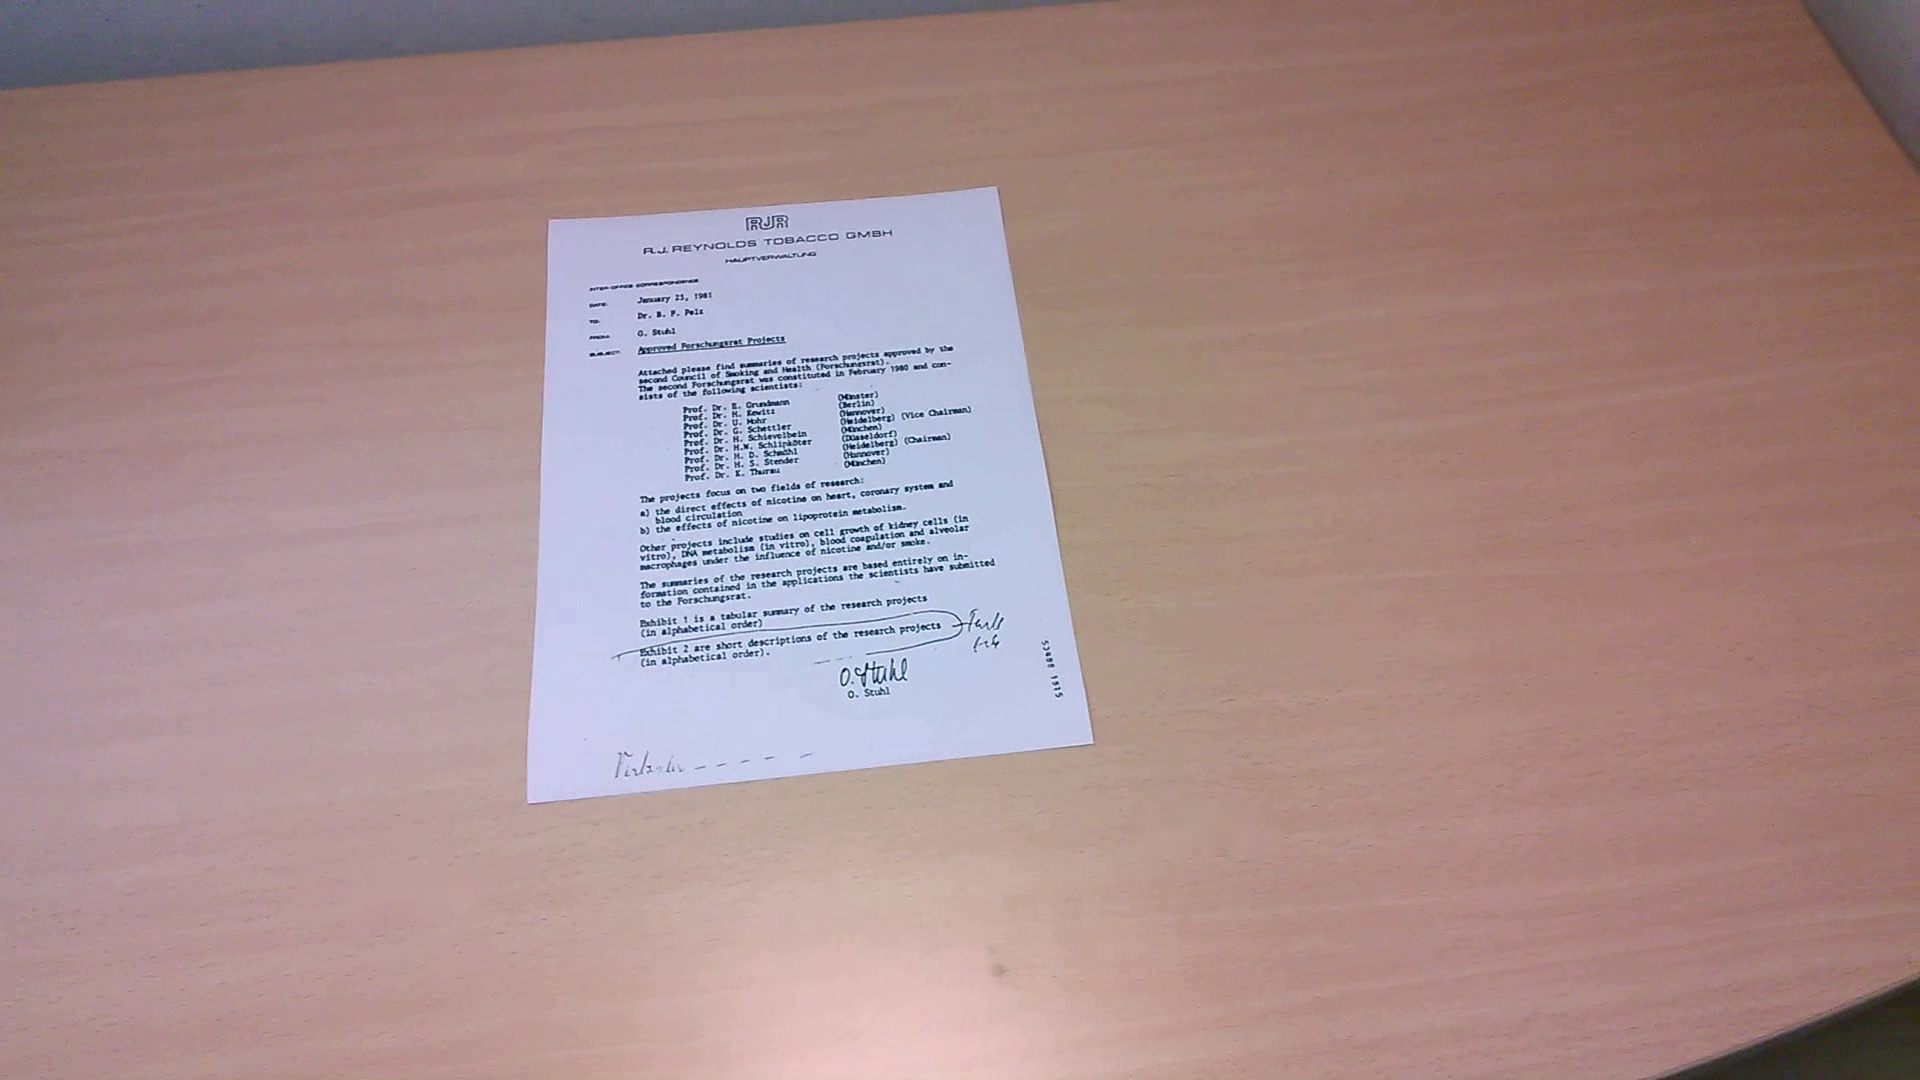 RJR
R.J. REYNOLDS TOBACCO GMBH
HAUPTVERWALTUNG
INTER-OFFICE CORRESPONDENCE
DATE: January 23, 1981
TO: Dr. B. F. Pelz
FROM: O. Stuhl
SUBJECT: Approved Forschungsrat Projects
Attached please find summaries of research projects approved by the
second Council of Smoking and Health (Forschungsrat).
The second Forschungsrat was constituted in February 1980 and con-
sists of the following scientists:
Prof. Dr. E. Grundmann (Münster)
Prof. Dr. H. Kewitz (Berlin)
Prof. Dr. U. Mohr (Hannover)
Prof. Dr. G. Schettler (Heidelberg) (Vice Chairman)
Prof. Dr. H. Schievelbein (München)
Prof. Dr. H.W. Schlipköter (Düsseldorf)
Prof. Dr. H. D. Schmähl (Heidelberg) (Chairman)
Prof. Dr. H. S. Stender (Hannover)
Prof. Dr. K. Thurau (München)
The projects focus on two fields of research:
a) the direct effects of nicotine on heart, coronary system and
blood circulation
b) the effects of nicotine on lipoprotein metabolism.
Other projects include studies on cell growth of kidney cells (in
vitro), DNA metabolism (in vitro), blood coagulation and alveolar
macrophages under the influence of nicotine and/or smoke.
The summaries of the research projects are based entirely on in-
formation contained in the applications the scientists have submitted
to the Forschungsrat.
Exhibit 1 is a tabular summary of the research projects
(in alphabetical order)
Exhibit 2 are short descriptions of the research projects
(in alphabetical order).
O. Stuhl
O. Stuhl